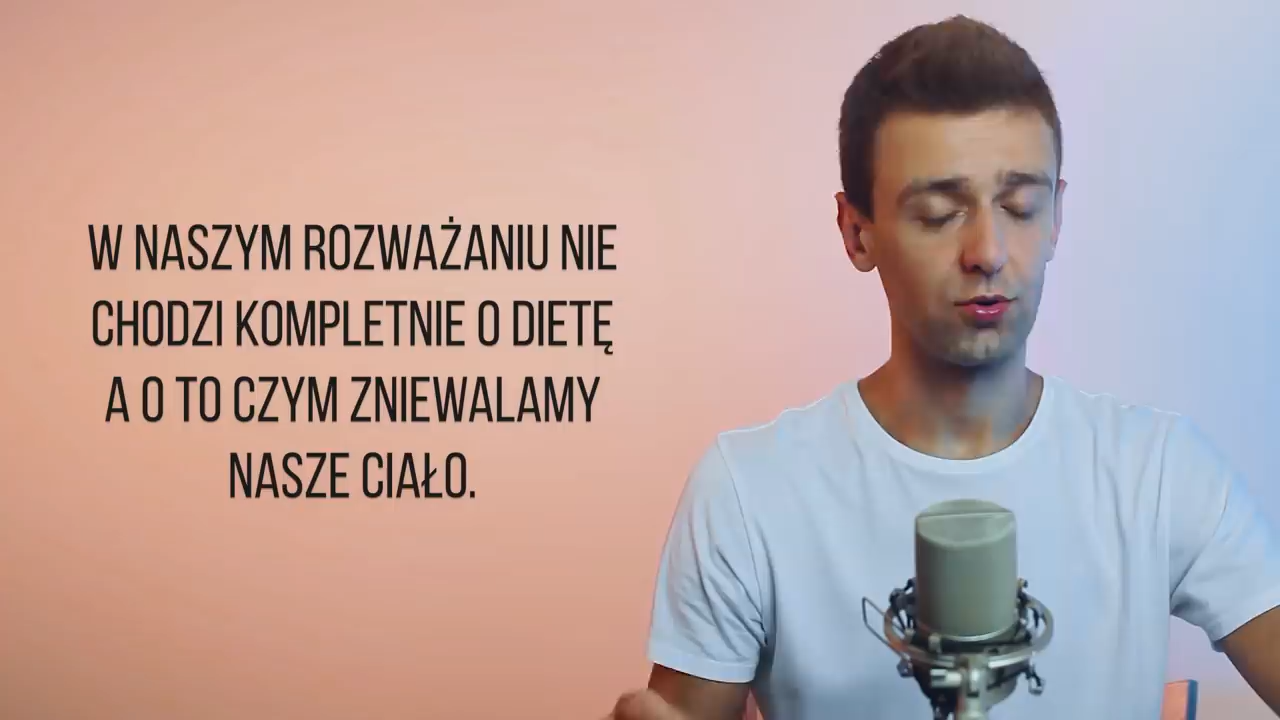 W NASZYM ROZWAŻANIU NIE
CHODZI KOMPLETNIE O DIETĘ
A O TO CZYM ZNIEWALAMY
NASZE CIAŁO.